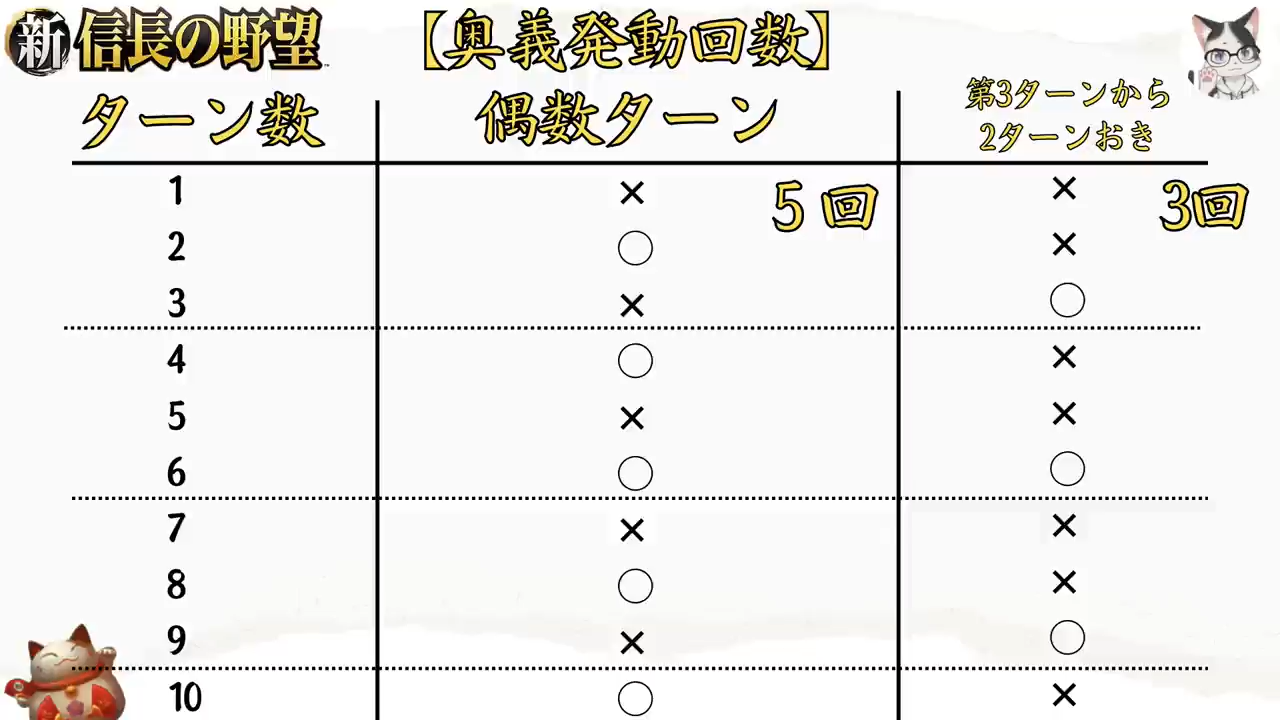 新信長の野望
【奥義発動回数】
ターン数 偶数ターン 第3ターンから
2ターンおき
1 × 5回 × 3回
2 ○ ×
3 × ○
4 ○ ×
5 × ×
6 ○ ○
7 × ×
8 ○ ×
9 × ○
10 ○ ×